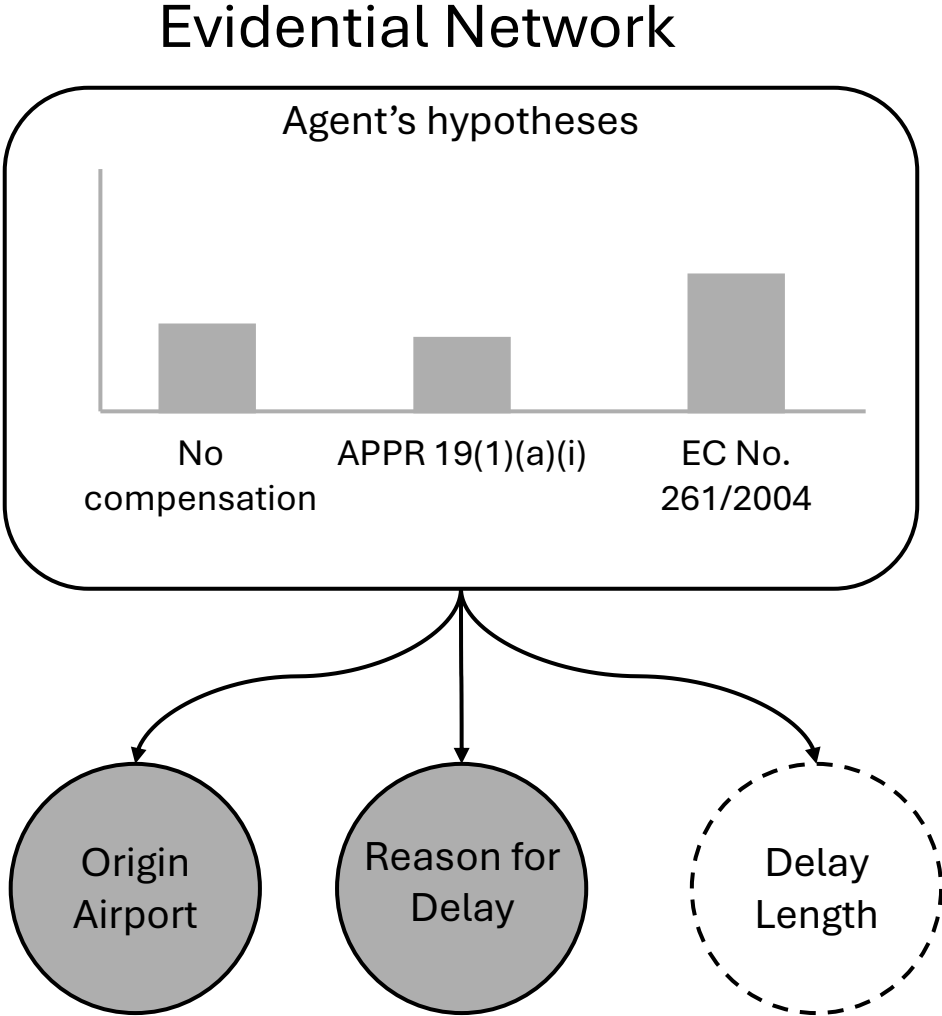 Evidential Network
Agent’s hypotheses
No
compensation
APPR 19(1)(a)(i)
EC No.
261/2004
Origin
Airport
Reason for
Delay
Delay
Length